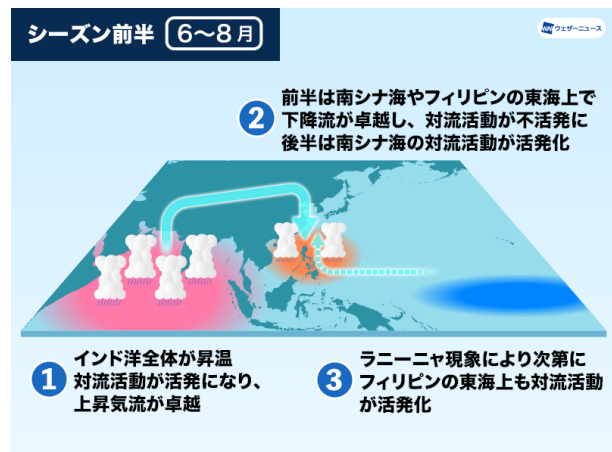 シーズン前半 6〜8月
ウェザーニュース
2 前半は南シナ海やフィリピンの東海上で
下降流が卓越し、対流活動が不活発に
後半は南シナ海の対流活動が活発化
1 インド洋全体が昇温
対流活動が活発になり、
上昇気流が卓越
3 ラニーニャ現象により次第に
フィリピンの東海上も対流活動
が活発化